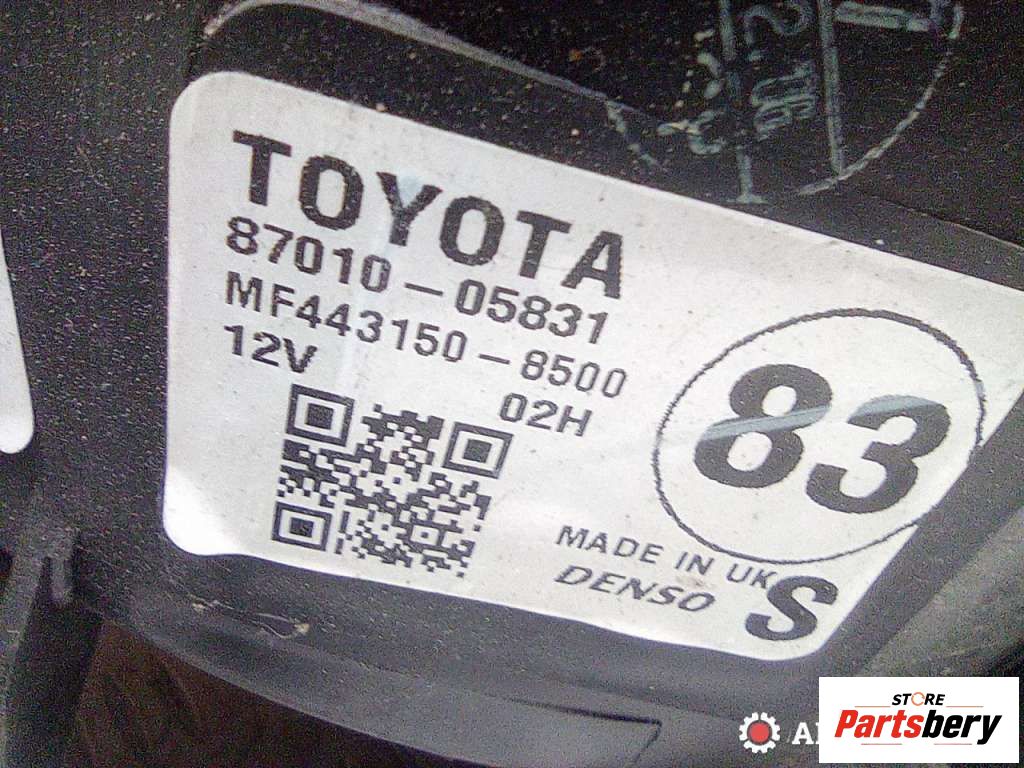 TOYOTA
87010-05831
MF443150-8500
12V
02H
83
MADE IN UK
DENSO
S
STORE
Partsbery